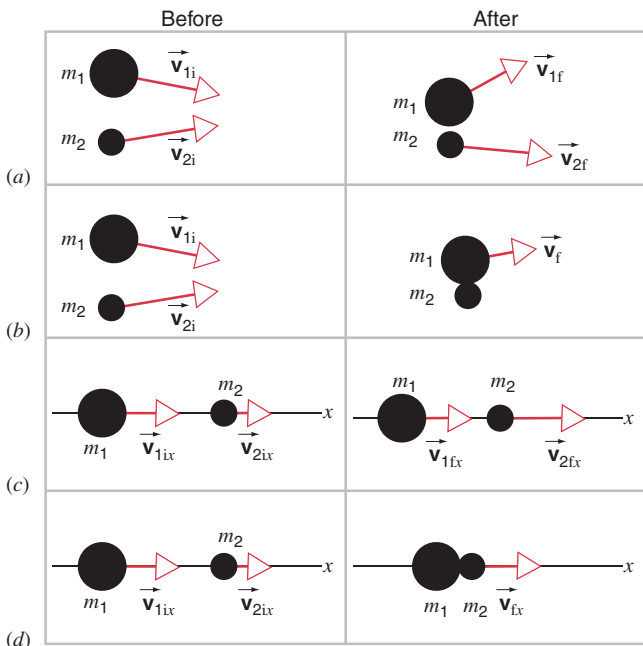 Before After
m1 v1i v1f
m1
m2 m2
v2i v2f
(a)
m1 v1i vf
m1
m2 m2
v2i
(b)
m2 m1 m2
x x
m1 v1ix v2ix v1fx v2fx
(c)
m2
x x
m1 v1ix v2ix m1 m2 vfx
(d)